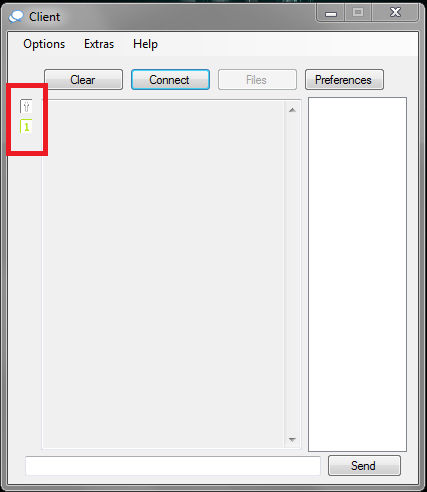 Client
Options Extras Help
Clear Connect Files Preferences
1
Send